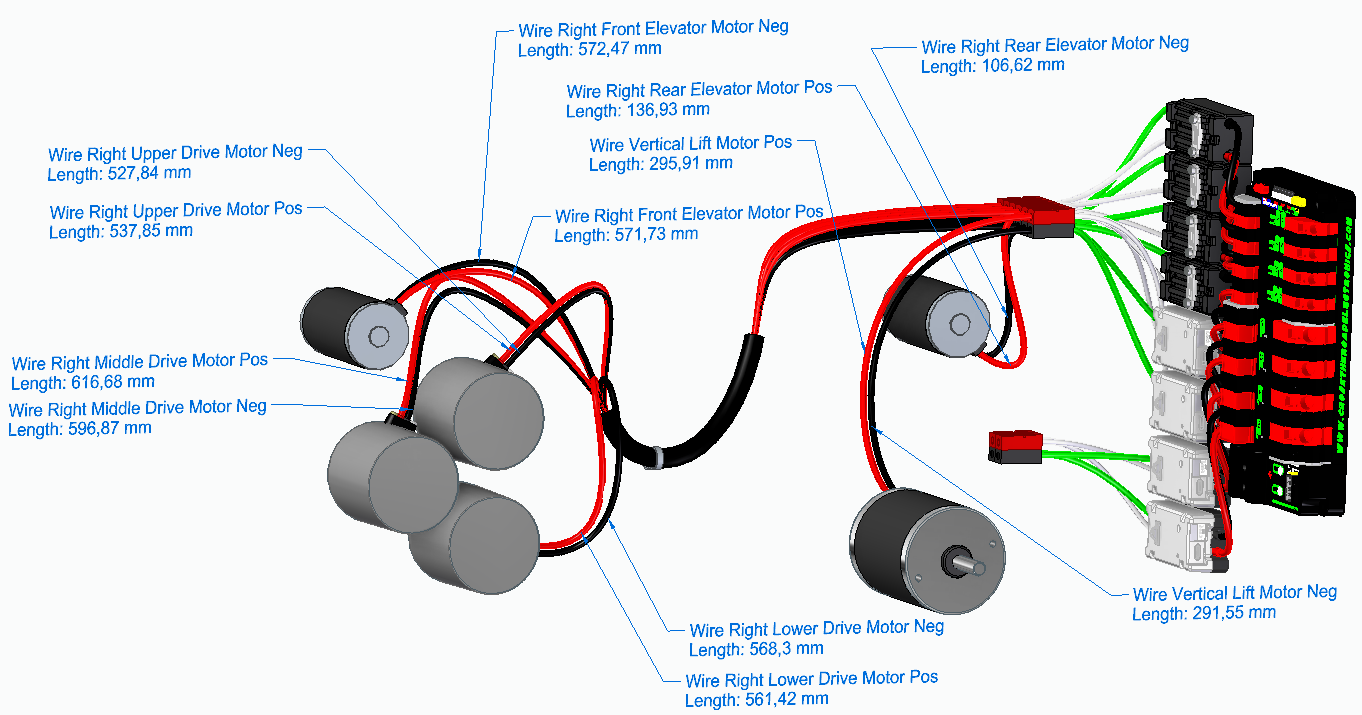 Wire Right Front Elevator Motor Neg
Length: 572,47 mm
Wire Right Rear Elevator Motor Neg
Length: 106,62 mm
Wire Right Rear Elevator Motor Pos
Length: 136,93 mm
Wire Vertical Lift Motor Pos
Length: 295,91 mm
Wire Right Upper Drive Motor Neg
Length: 527,84 mm
Wire Right Upper Drive Motor Pos
Length: 537,85 mm
Wire Right Front Elevator Motor Pos
Length: 571,73 mm
Wire Right Middle Drive Motor Pos
Length: 616,68 mm
Wire Right Middle Drive Motor Neg
Length: 596,87 mm
WWW.CROSSTHEROADELECTRONICS.COM
Wire Vertical Lift Motor Neg
Length: 291,55 mm
Wire Right Lower Drive Motor Neg
Length: 568,3 mm
Wire Right Lower Drive Motor Pos
Length: 561,42 mm